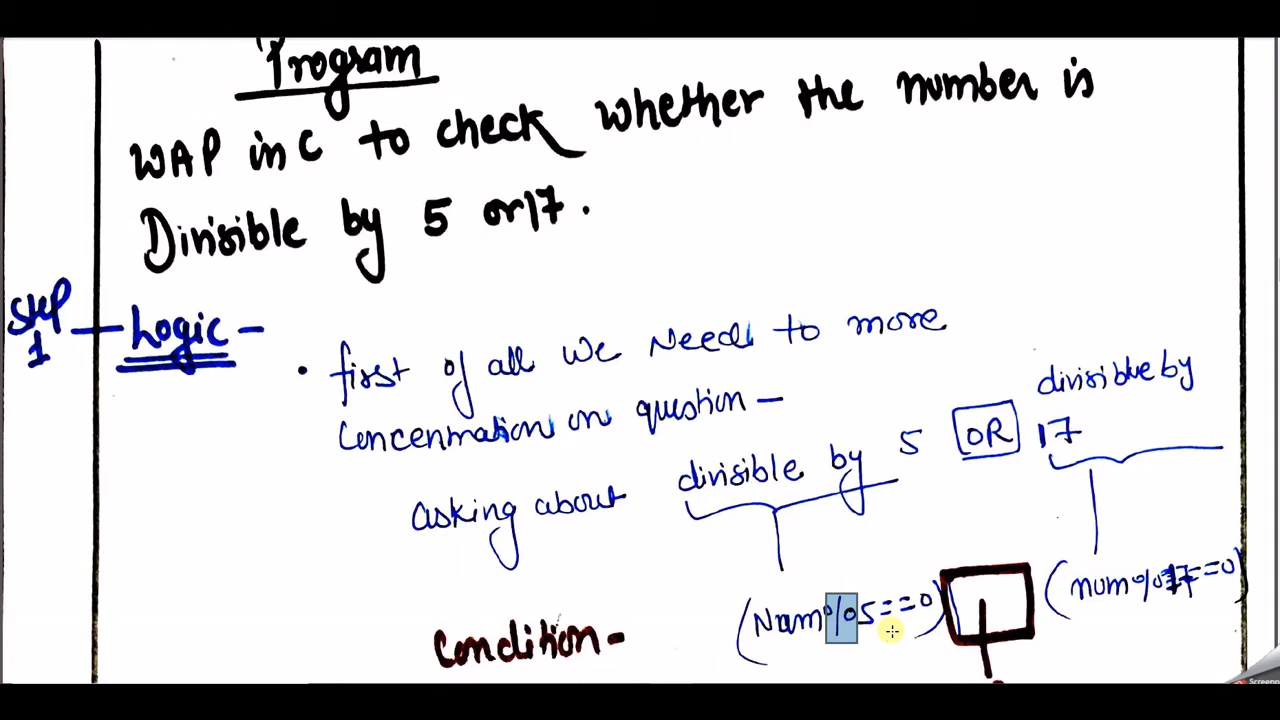 Program
WAP in C to check whether the number is
Divisible by 5 or 17.
Step 1
Logic -
• first of all we Need to more
Concentration on question -
asking about divisible by 5 OR divisible by 17
(Num%5==0) (num%17==0)
Condition -